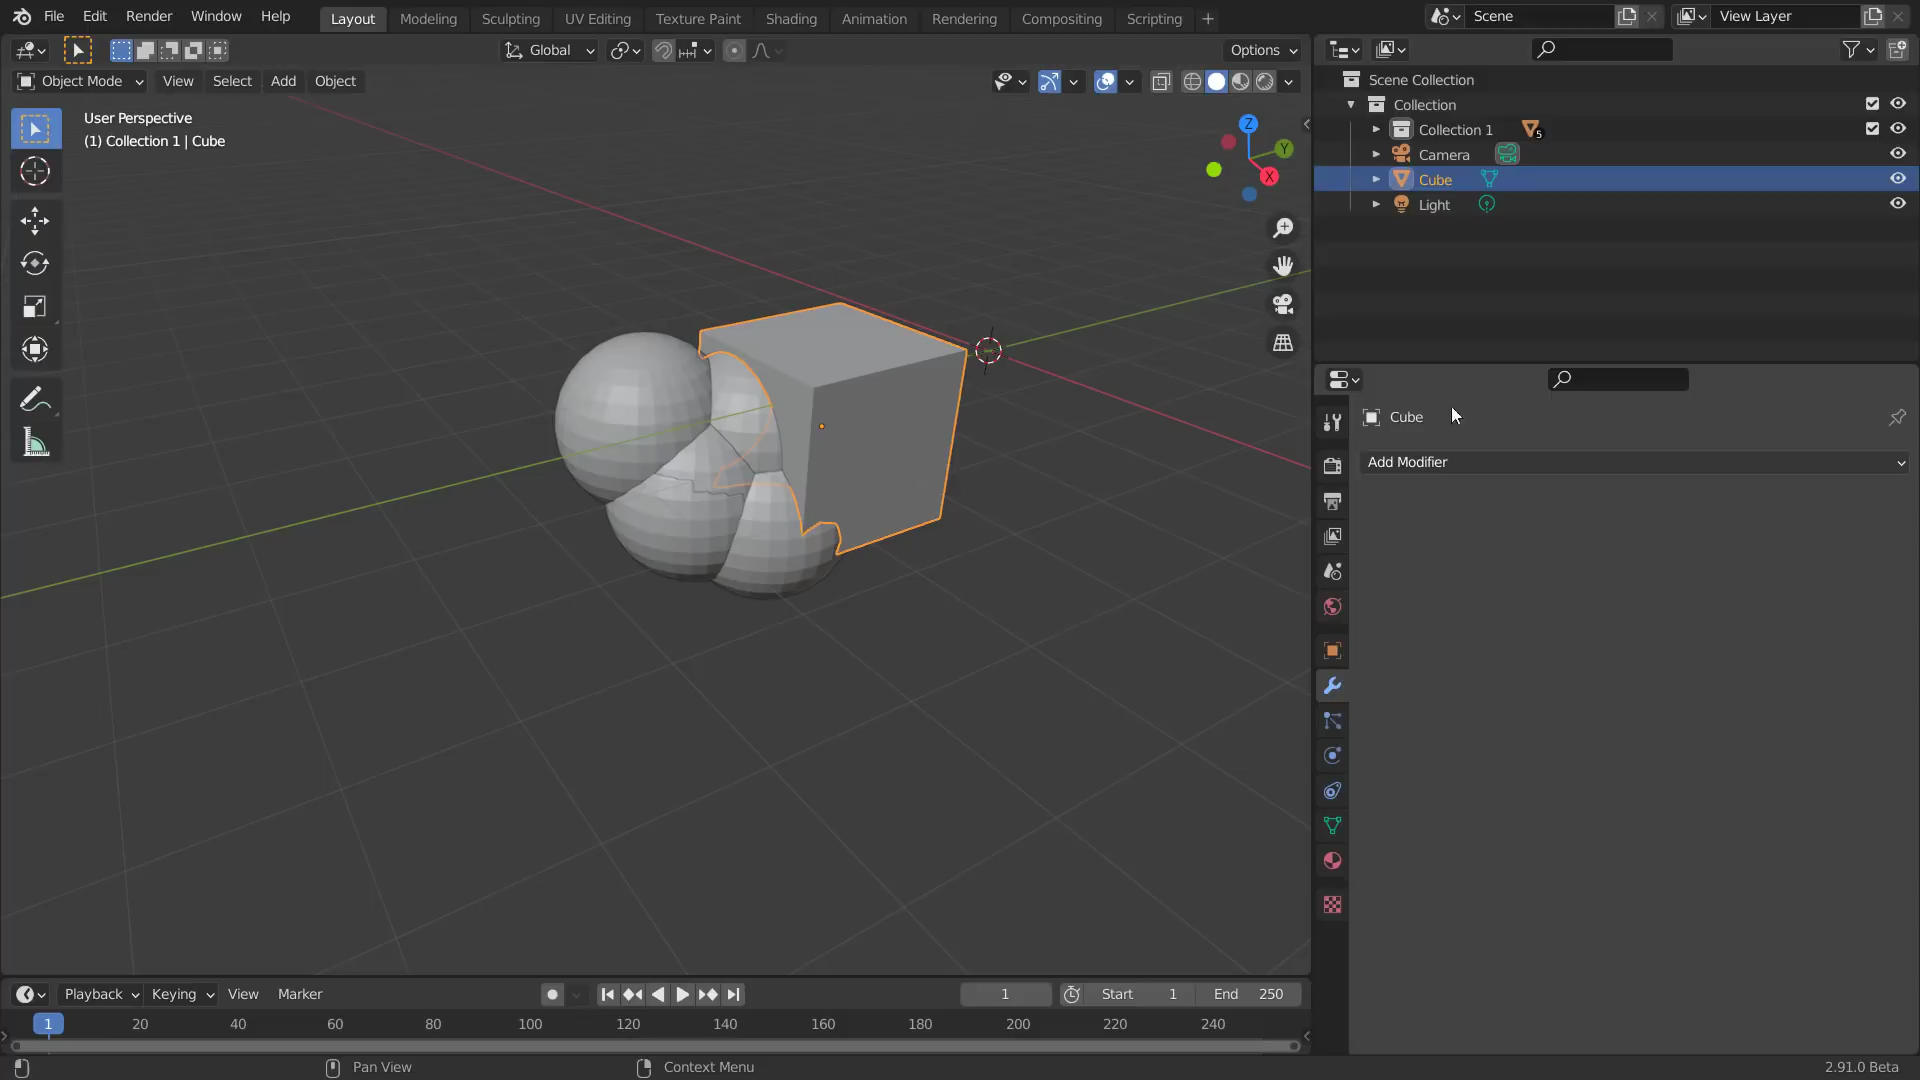 File Edit Render Window Help Layout Modeling Sculpting UV Editing Texture Paint Shading Animation Rendering Compositing Scripting + Scene View Layer
Global Options
Object Mode View Select Add Object
User Perspective
(1) Collection 1 | Cube
Z
Y
X
Scene Collection
Collection
Collection 1 5
Camera
Cube
Light
Cube
Add Modifier
Playback Keying View Marker 1 Start 1 End 250
1 20 40 60 80 100 120 140 160 180 200 220 240
Pan View Context Menu 2.91.0 Beta